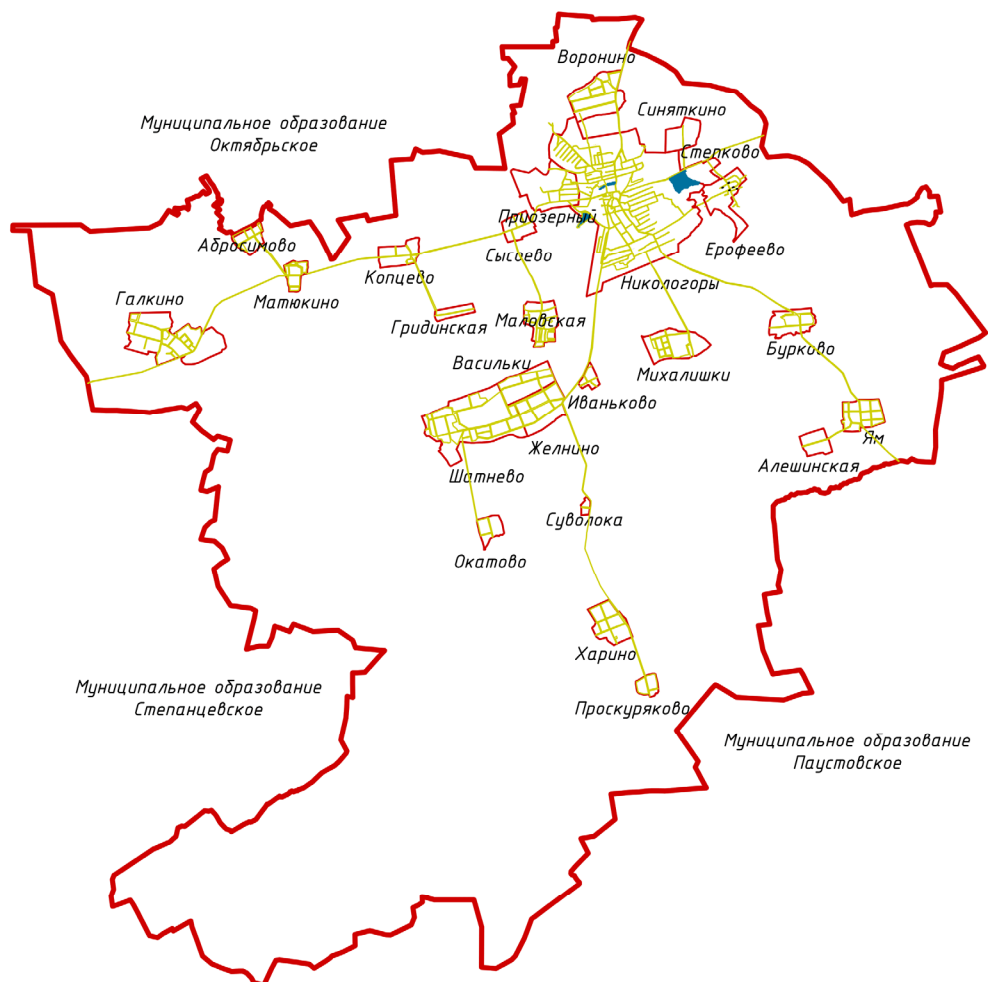 Воронино
Синяткино
Муниципальное образование
Октябрьское
Степково
Приозерный
Абросимово
Сысоево
Ерофеево
Копцево
Никологоры
Матюкино
Галкино
Гридинская
Маловская
Бурково
Васильки
Михалишки
Иваньково
Ям
Желнино
Алешинская
Шатнево
Суволока
Окатово
Харино
Муниципальное образование
Степанцевское
Проскуряково
Муниципальное образование
Паустовское